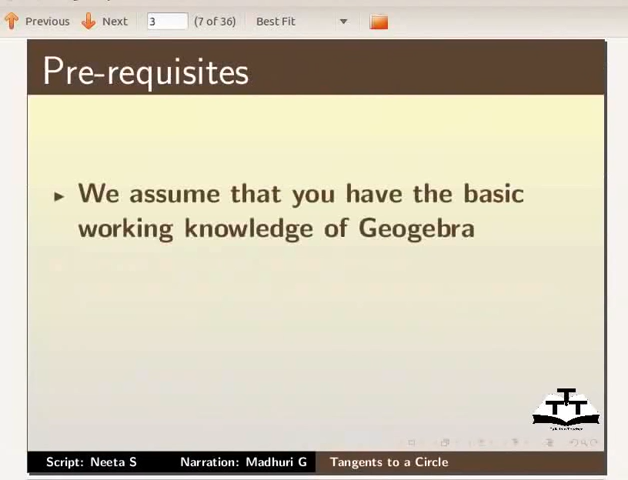 Previous Next 3 (7 of 36) Best Fit
Pre-requisites
We assume that you have the basic
working knowledge of Geogebra
Script: Neeta S Narration: Madhuri G Tangents to a Circle